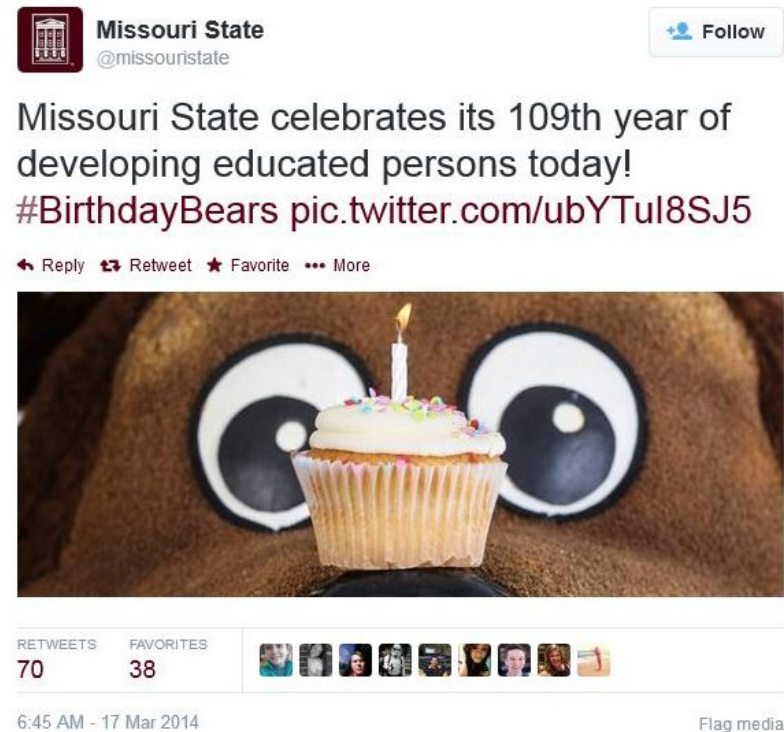 Missouri State
@missouristate
Follow
Missouri State celebrates its 109th year of
developing educated persons today!
#BirthdayBears pic.twitter.com/ubYTuI8SJ5
Reply Retweet Favorite ••• More
RETWEETS FAVORITES
70 38
6:45 AM - 17 Mar 2014
Flag media